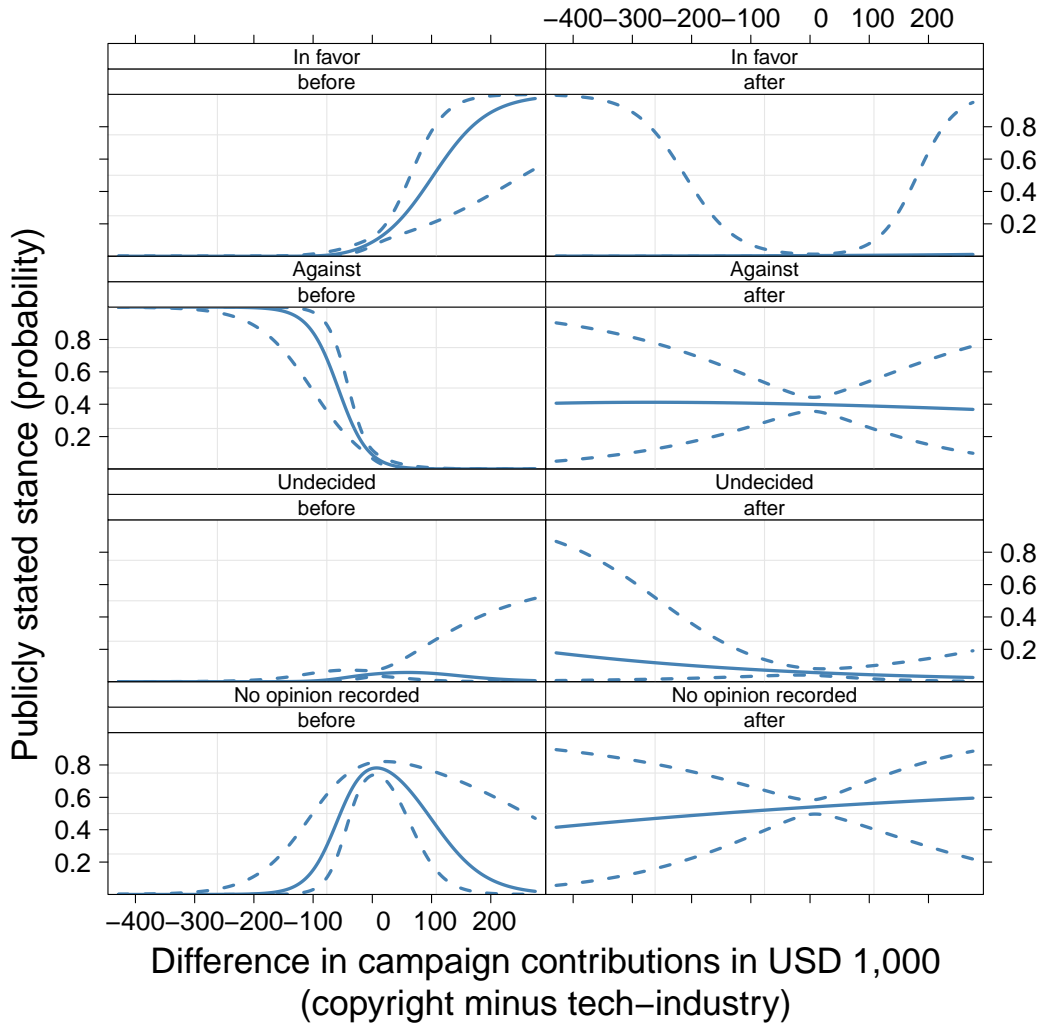 −400−300−200−100 0 100 200
In favor In favor
before after
0.8
0.6
0.4
0.2
Against Against
before after
0.8
0.6
0.4
0.2
Undecided Undecided
before after
0.8
0.6
0.4
0.2
No opinion recorded No opinion recorded
before after
0.8
0.6
0.4
0.2
−400−300−200−100 0 100 200
Publicly stated stance (probability)
Difference in campaign contributions in USD 1,000
(copyright minus tech−industry)